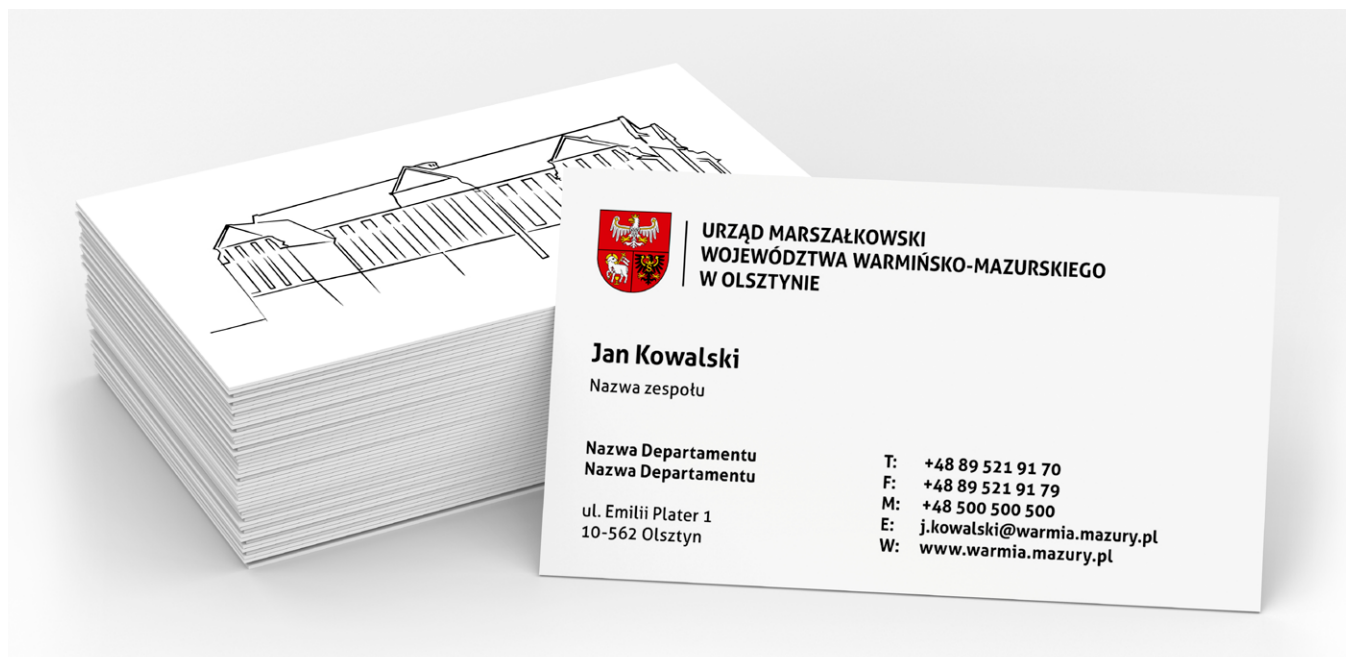 URZĄD MARSZAŁKOWSKI
WOJEWÓDZTWA WARMIŃSKO-MAZURSKIEGO
W OLSZTYNIE
Jan Kowalski
Nazwa zespołu
Nazwa Departamentu
Nazwa Departamentu
ul. Emilii Plater 1
10-562 Olsztyn
T: +48 89 521 91 70
F: +48 89 521 91 79
M: +48 500 500 500
E: j.kowalski@warmia.mazury.pl
W: www.warmia.mazury.pl